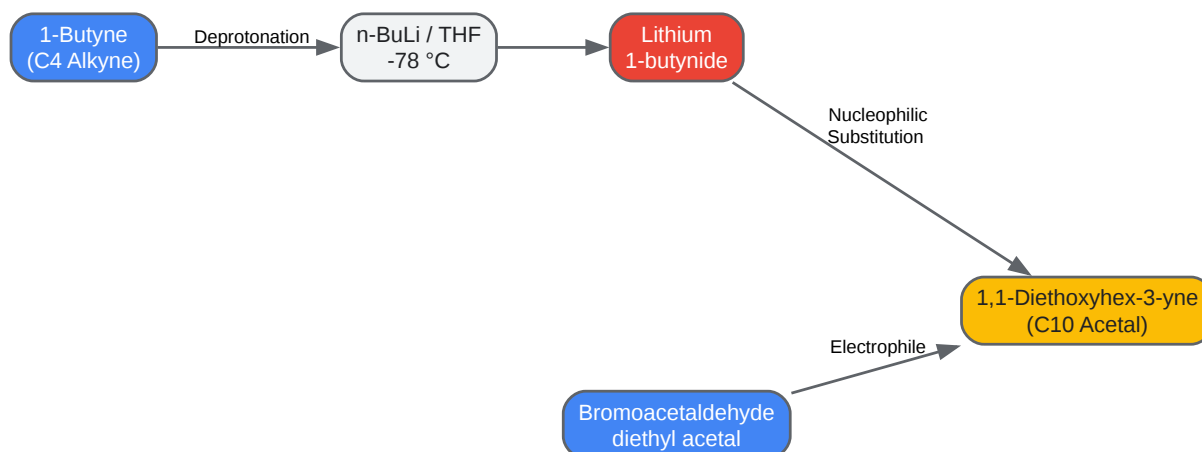 1-Butyne
(C4 Alkyne)
Deprotonation
n-BuLi / THF
-78 °C
Lithium
1-butynide
Nucleophilic
Substitution
1,1-Diethoxyhex-3-yne
(C10 Acetal)
Electrophile
Bromoacetaldehyde
diethyl acetal